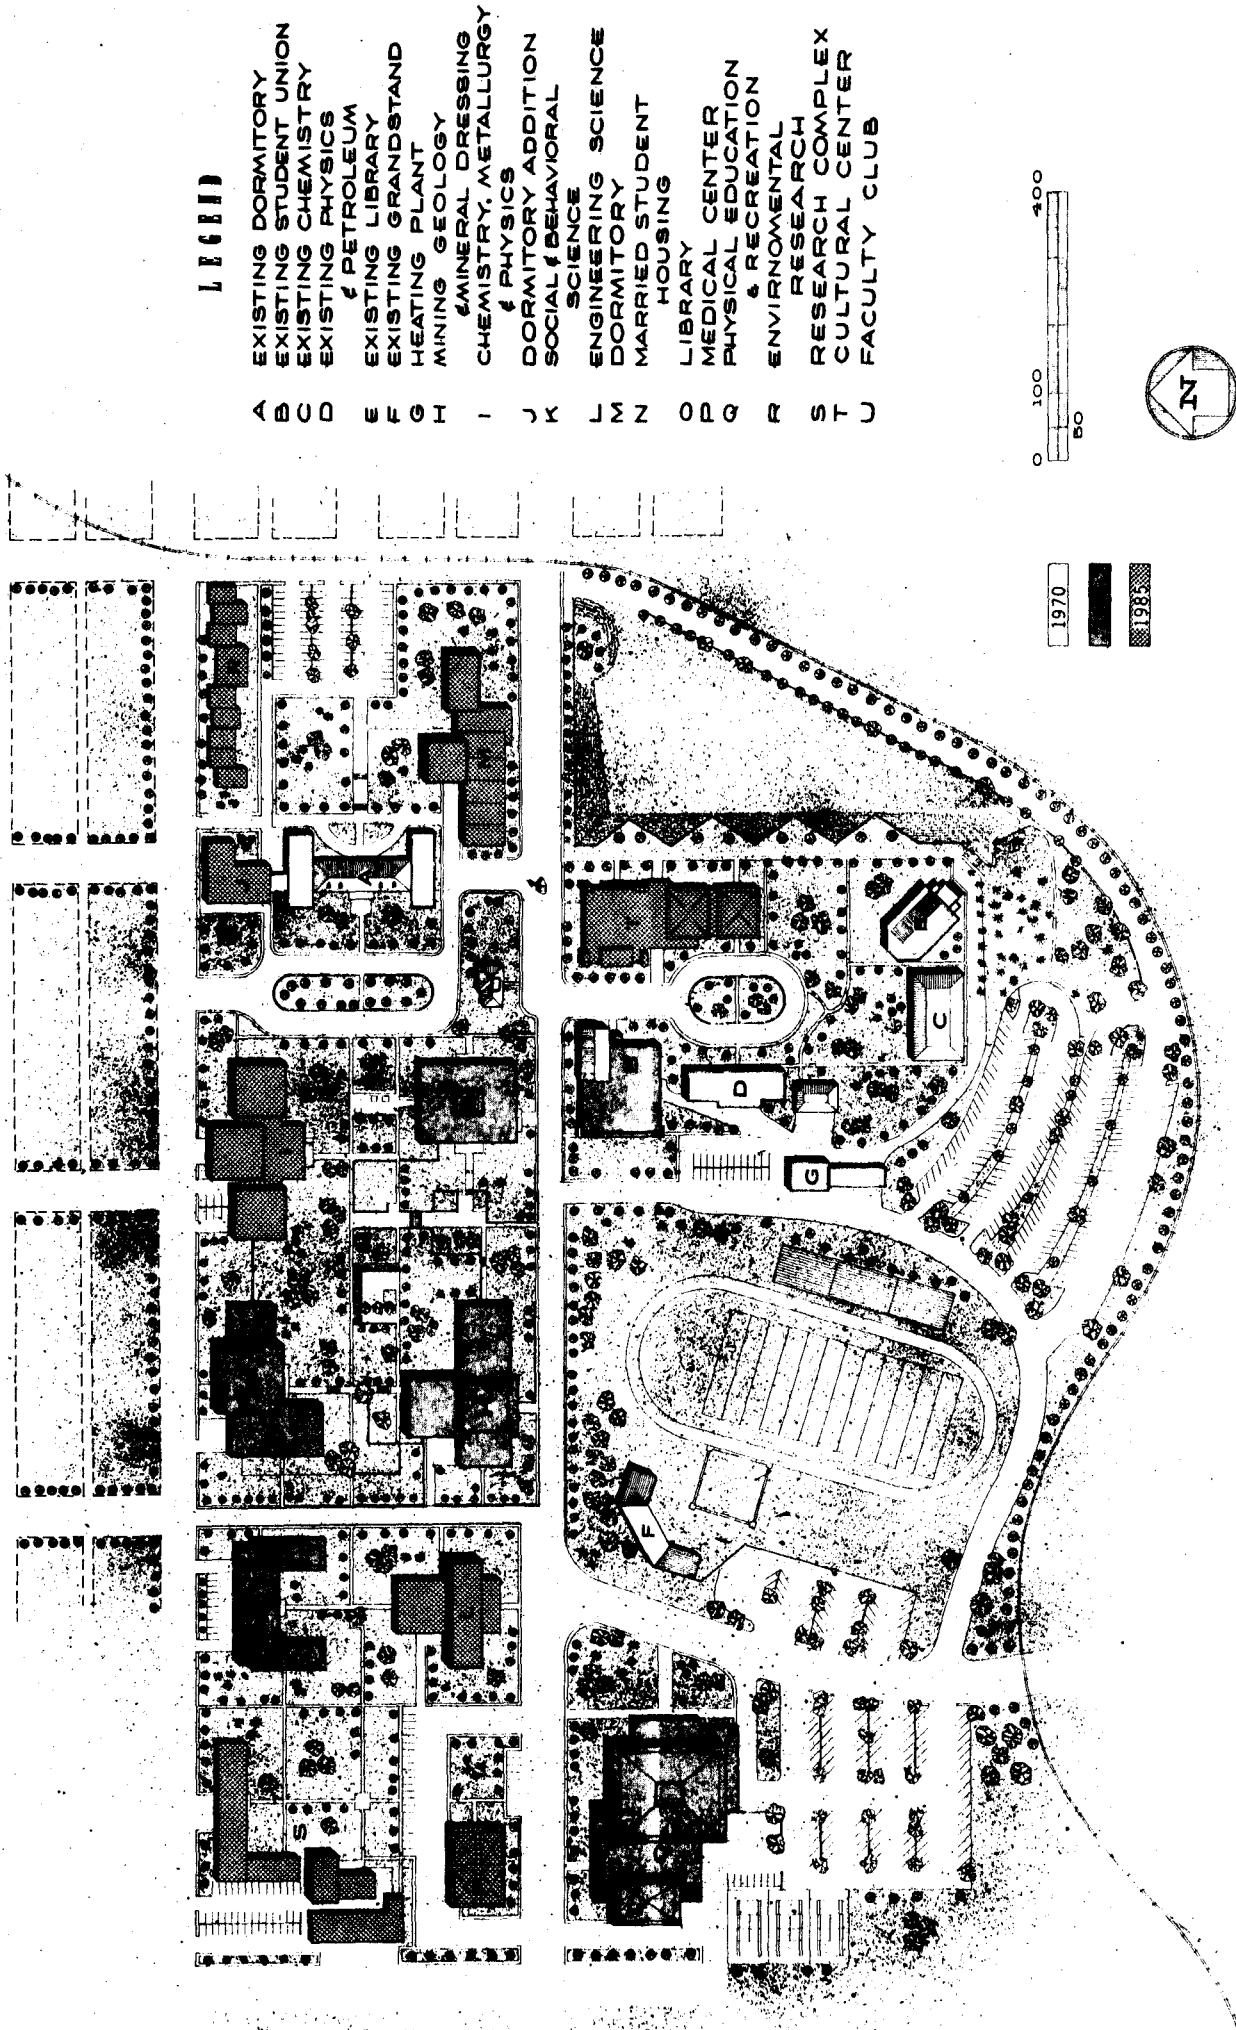 LEGEND
A EXISTING DORMITORY
B EXISTING STUDENT UNION
C EXISTING CHEMISTRY
D EXISTING PHYSICS
& PETROLEUM
E EXISTING LIBRARY
F EXISTING GRANDSTAND
G HEATING PLANT
H MINING GEOLOGY
& MINERAL DRESSING
I CHEMISTRY, METALLURGY
& PHYSICS
J DORMITORY ADDITION
K SOCIAL & BEHAVIORAL
SCIENCE
L ENGINEERING SCIENCE
M DORMITORY
N MARRIED STUDENT
HOUSING
O LIBRARY
P MEDICAL CENTER
Q PHYSICAL EDUCATION
& RECREATION
R ENVIRNOMENTAL
RESEARCH
S RESEARCH COMPLEX
T CULTURAL CENTER
U FACULTY CLUB
0 100 400
50
N
1970
1985
A
C
D
G
F
S